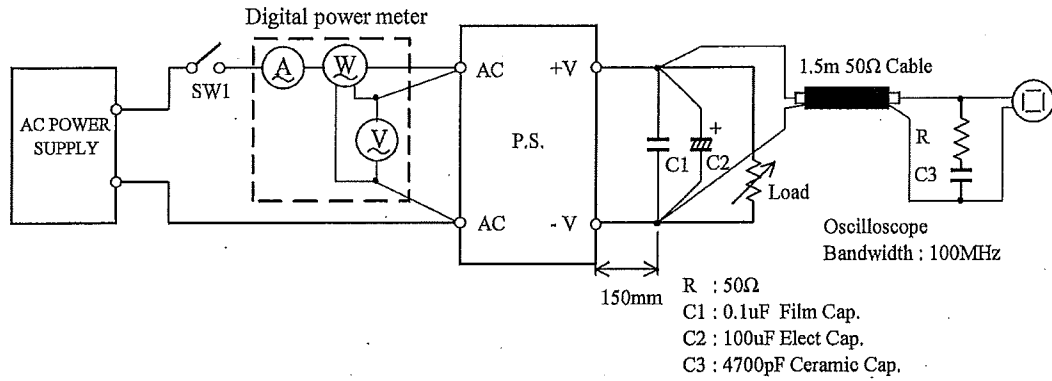 Digital power meter
SW1
A
W
V
AC POWER
SUPPLY
AC
+V
P.S.
AC
- V
C1
+
C2
Load
1.5m 50Ω Cable
R
C3
Oscilloscope
Bandwidth : 100MHz
150mm
R : 50Ω
C1 : 0.1uF Film Cap.
C2 : 100uF Elect Cap.
C3 : 4700pF Ceramic Cap.